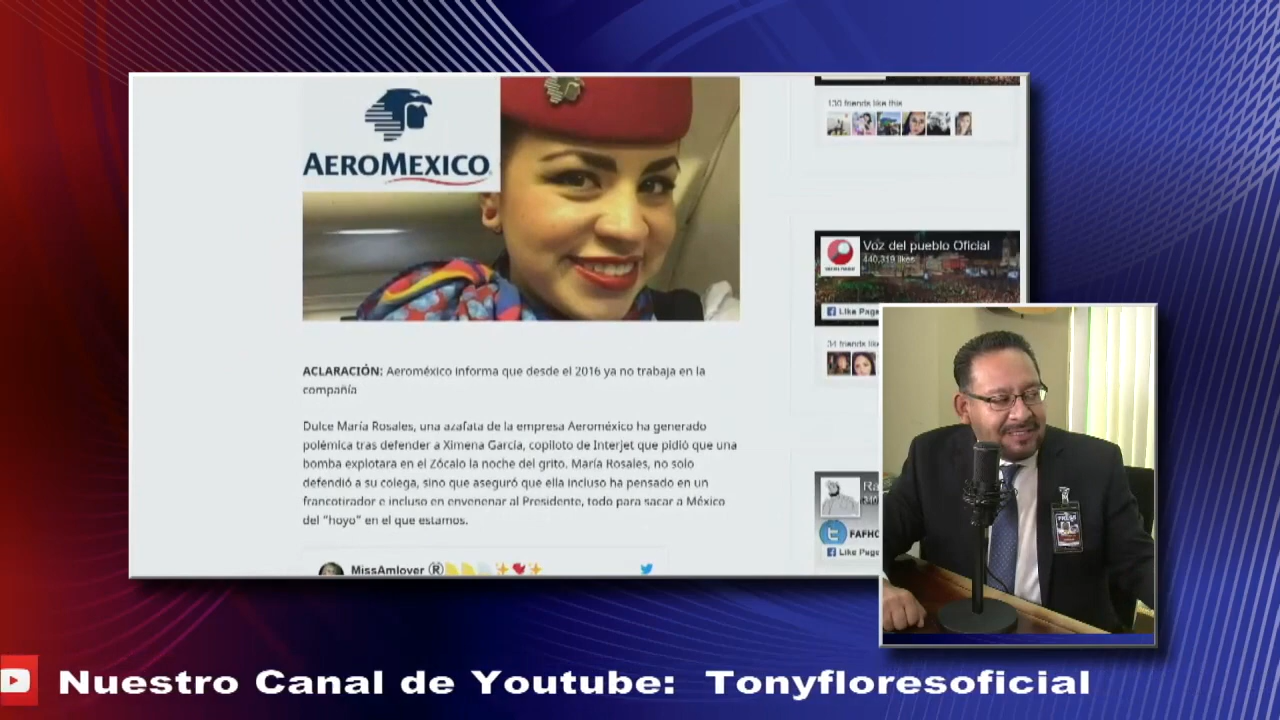 AEROMEXICO
ACLARACIÓN: Aeroméxico informa que desde el 2016 ya no trabaja en la
compañía
Dulce María Rosales, una azafata de la empresa Aeroméxico ha generado
polémica tras defender a Ximena García, copiloto de Interjet que pidió que una
bomba explotara en el Zócalo la noche del grito. María Rosales, no solo
defendió a su colega, sino que aseguró que ella incluso ha pensado en un
francotirador e incluso en envenenar al Presidente, todo para sacar a México
del "hoyo" en el que estamos.
MissAmlover ®
130 friends like this
Voz del pueblo Oficial
440,319 likes
Like Page
34 friends
FAFHO
Like Page
PRESS
Nuestro Canal de Youtube: Tonyfloresoficial